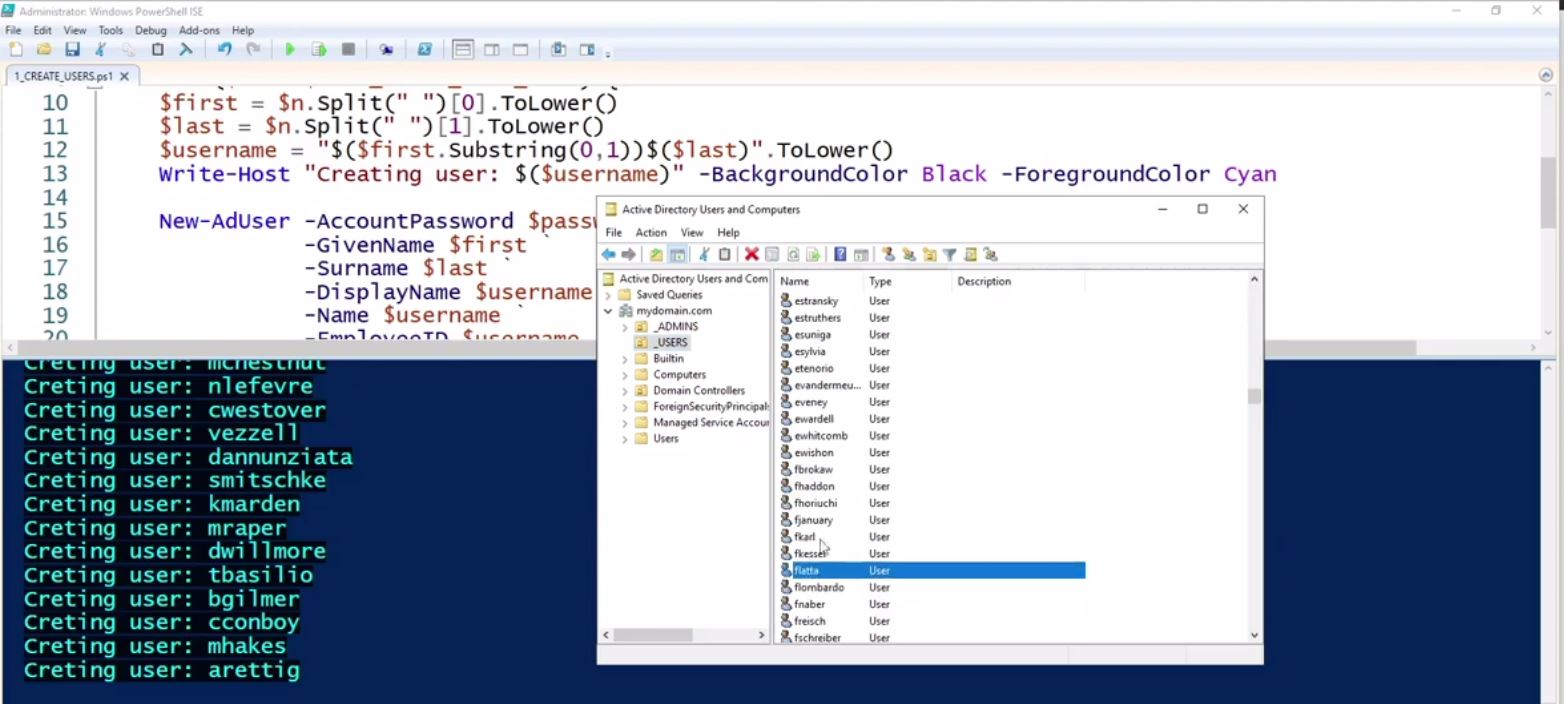 Administrator: Windows PowerShell ISE
File Edit View Tools Debug Add-ons Help
1_CREATE_USERS.ps1 X
10 $first = $n.Split(" ")[0].ToLower()
11 $last = $n.Split(" ")[1].ToLower()
12 $username = "$($first.Substring(0,1))$($last)".ToLower()
13 Write-Host "Creating user: $($username)" -BackgroundColor Black -ForegroundColor Cyan
14
15 New-AdUser -AccountPassword $passw
16 -GivenName $first `
17 -Surname $last `
18 -DisplayName $username
19 -Name $username `
20 -EmployeeID $username
Creting user: mchestnut
Creting user: nlefevre
Creting user: cwestover
Creting user: vezzell
Creting user: dannunziata
Creting user: smitschke
Creting user: kmarden
Creting user: mraper
Creting user: dwillmore
Creting user: tbasilio
Creting user: bgilmer
Creting user: cconboy
Creting user: mhakes
Creting user: arettig
Active Directory Users and Computers
File Action View Help
Active Directory Users and Com
Saved Queries
mydomain.com
_ADMINS
_USERS
Builtin
Computers
Domain Controllers
ForeignSecurityPrincipals
Managed Service Accour
Users
Name Type Description
estransky User
estruthers User
esuniga User
esylvia User
etenorio User
evandermeu... User
eveney User
ewardell User
ewhitcomb User
ewishon User
fbrokaw User
fhaddon User
fhoriuchi User
fjanuary User
fkarl User
fkessel User
flatta User
flombardo User
fnaber User
freisch User
fschreiber User